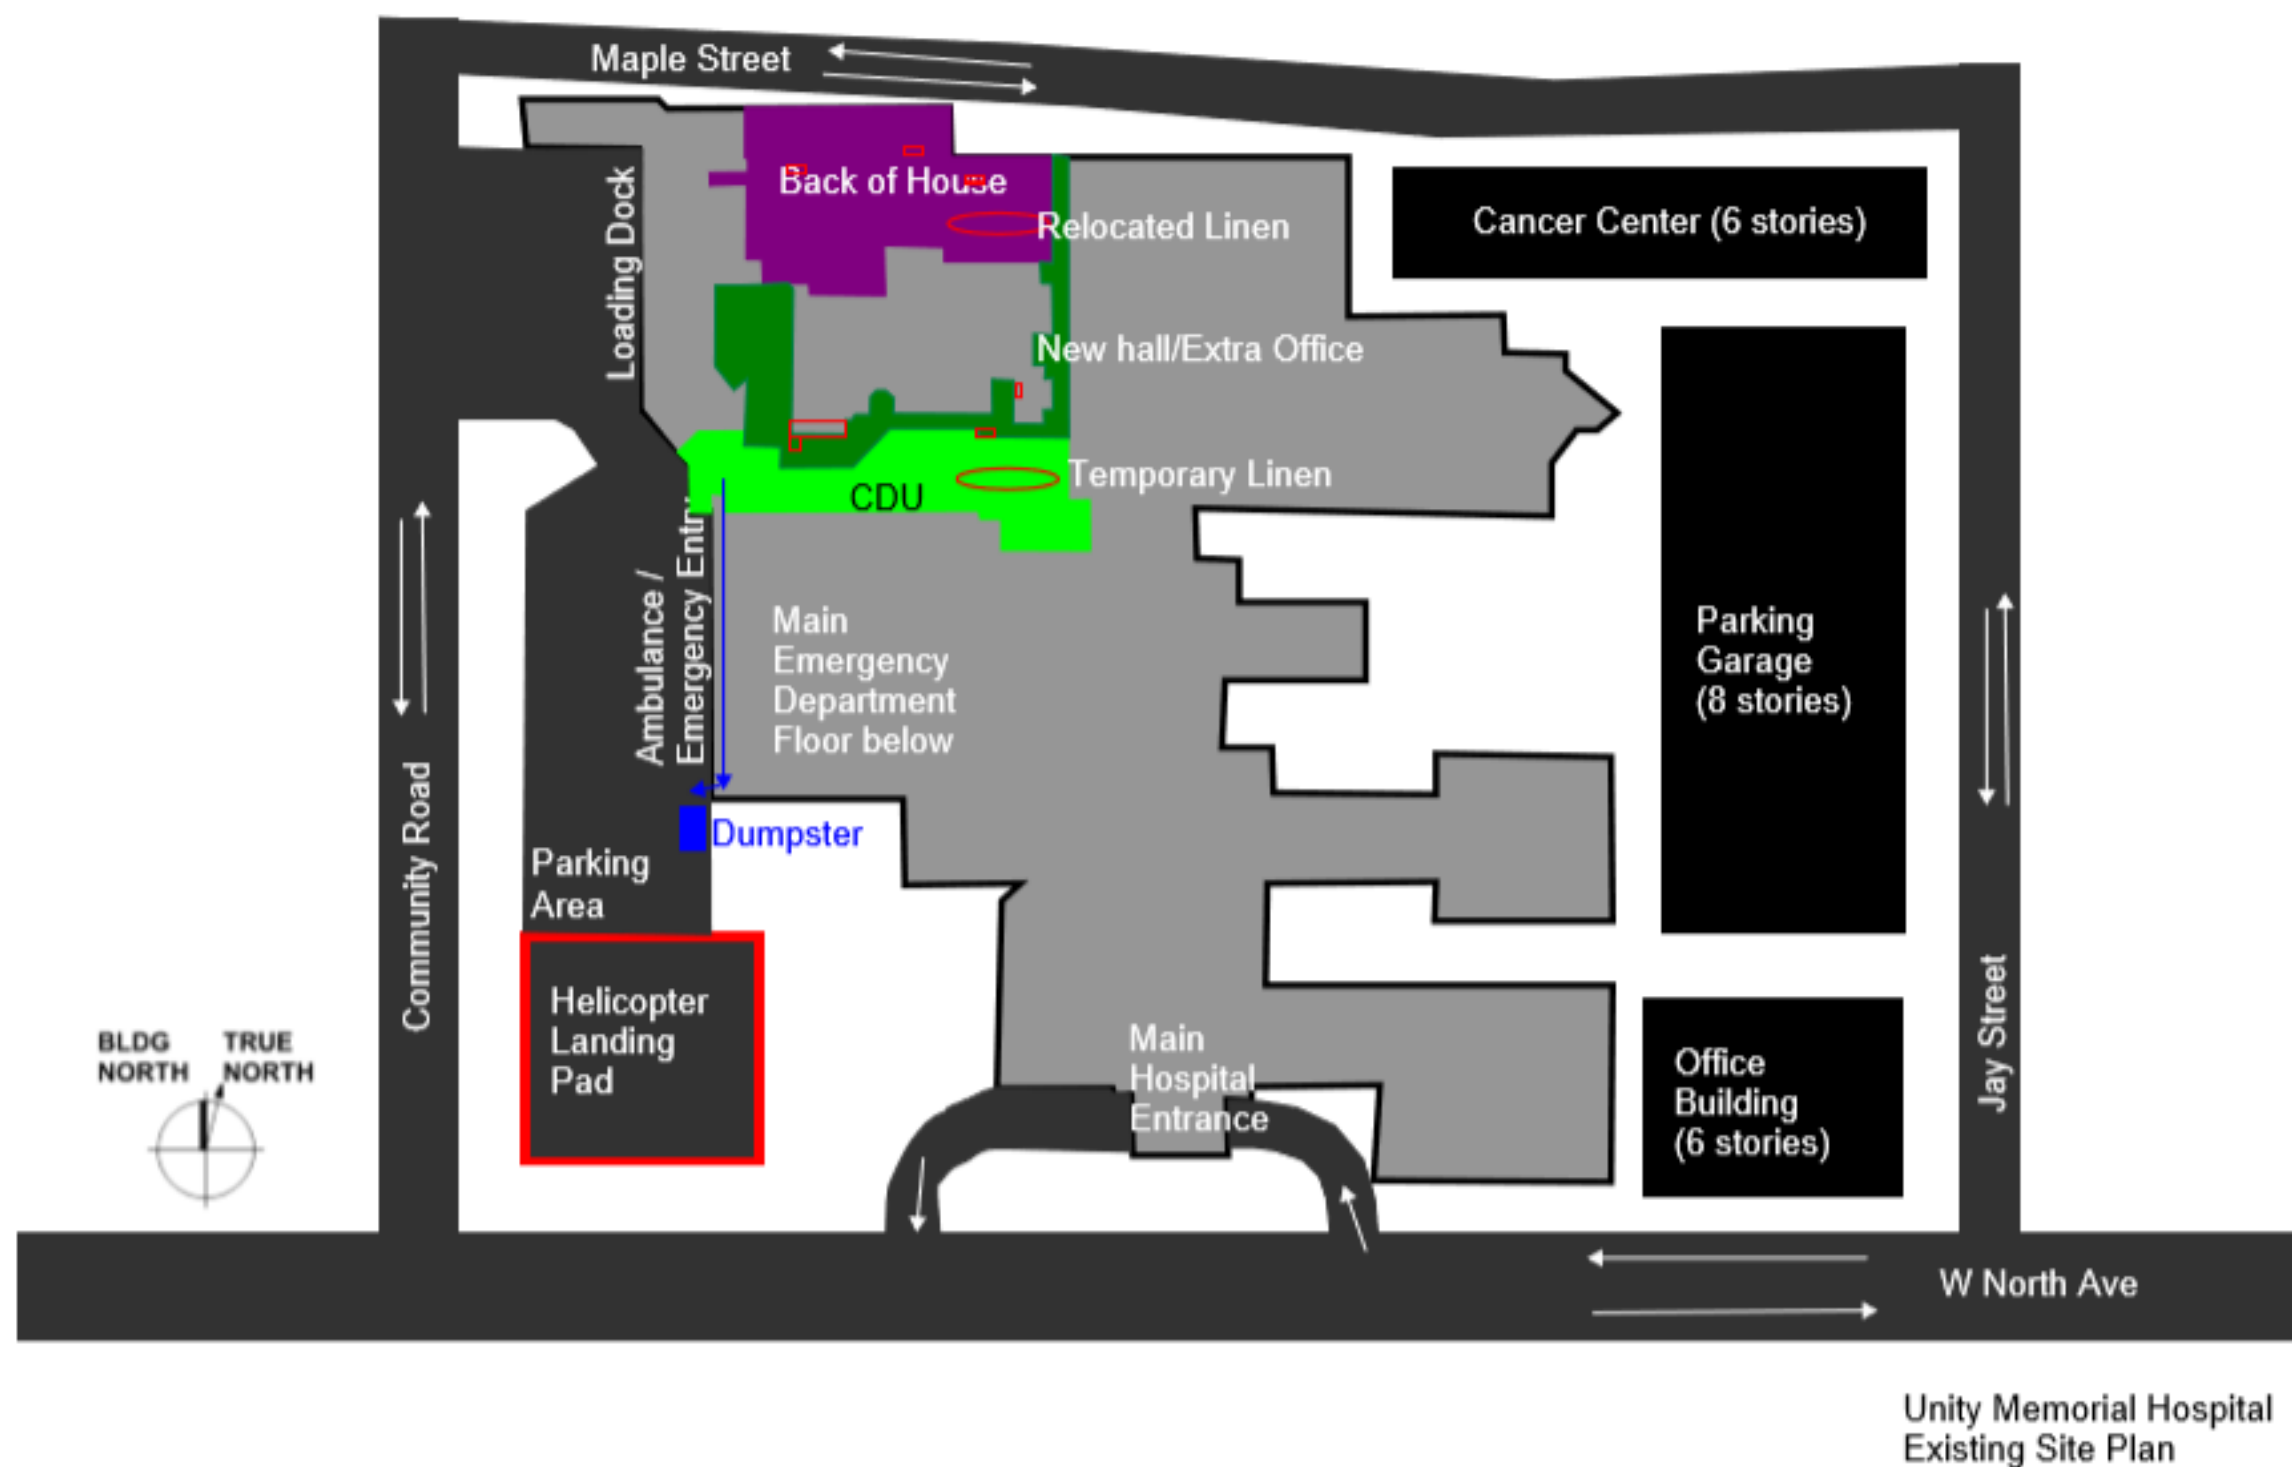 Maple Street
Back of House
Relocated Linen
Cancer Center (6 stories)
Loading Dock
New hall/Extra Office
Temporary Linen
CDU
Ambulance /
Emergency Entry
Main
Emergency
Department
Floor below
Parking
Garage
(8 stories)
Dumpster
Parking
Area
Community Road
Helicopter
Landing
Pad
BLDG
NORTH
TRUE
NORTH
Main
Hospital
Entrance
Office
Building
(6 stories)
Jay Street
W North Ave
Unity Memorial Hospital
Existing Site Plan